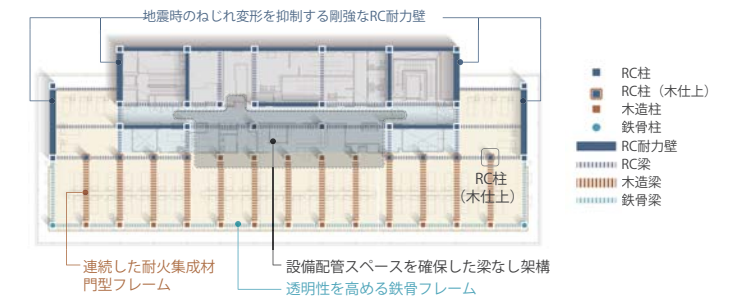 地震時のねじれ変形を抑制する剛強なRC耐力壁
RC柱
RC柱（木仕上）
木造柱
鉄骨柱
RC耐力壁
RC梁
木造梁
鉄骨梁
RC柱
（木仕上）
連続した耐火集成材
門型フレーム
設備配管スペースを確保した梁なし架構
透明性を高める鉄骨フレーム